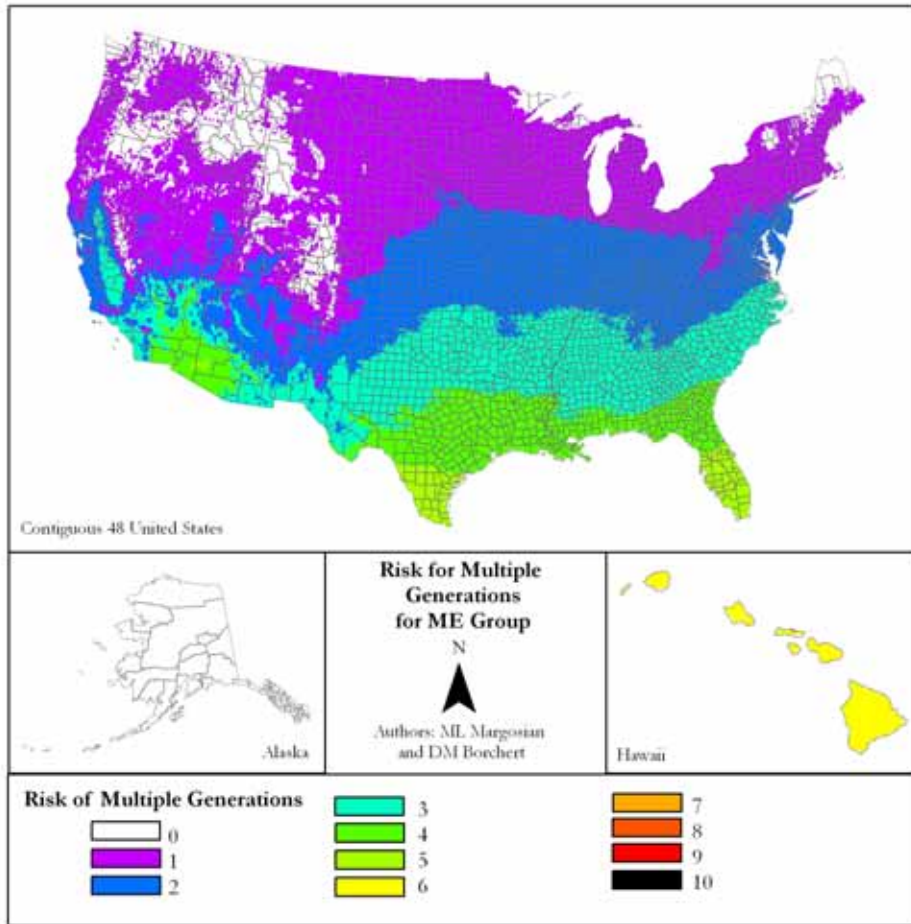 1
Contiguous 48 United States
Alaska
Risk for Multiple
Generations
for ME Group
N
Authors: ML Margosian
and DM Borchert
Hawaii
Risk of Multiple Generations
0
1
2
3
4
5
6
7
8
9
10